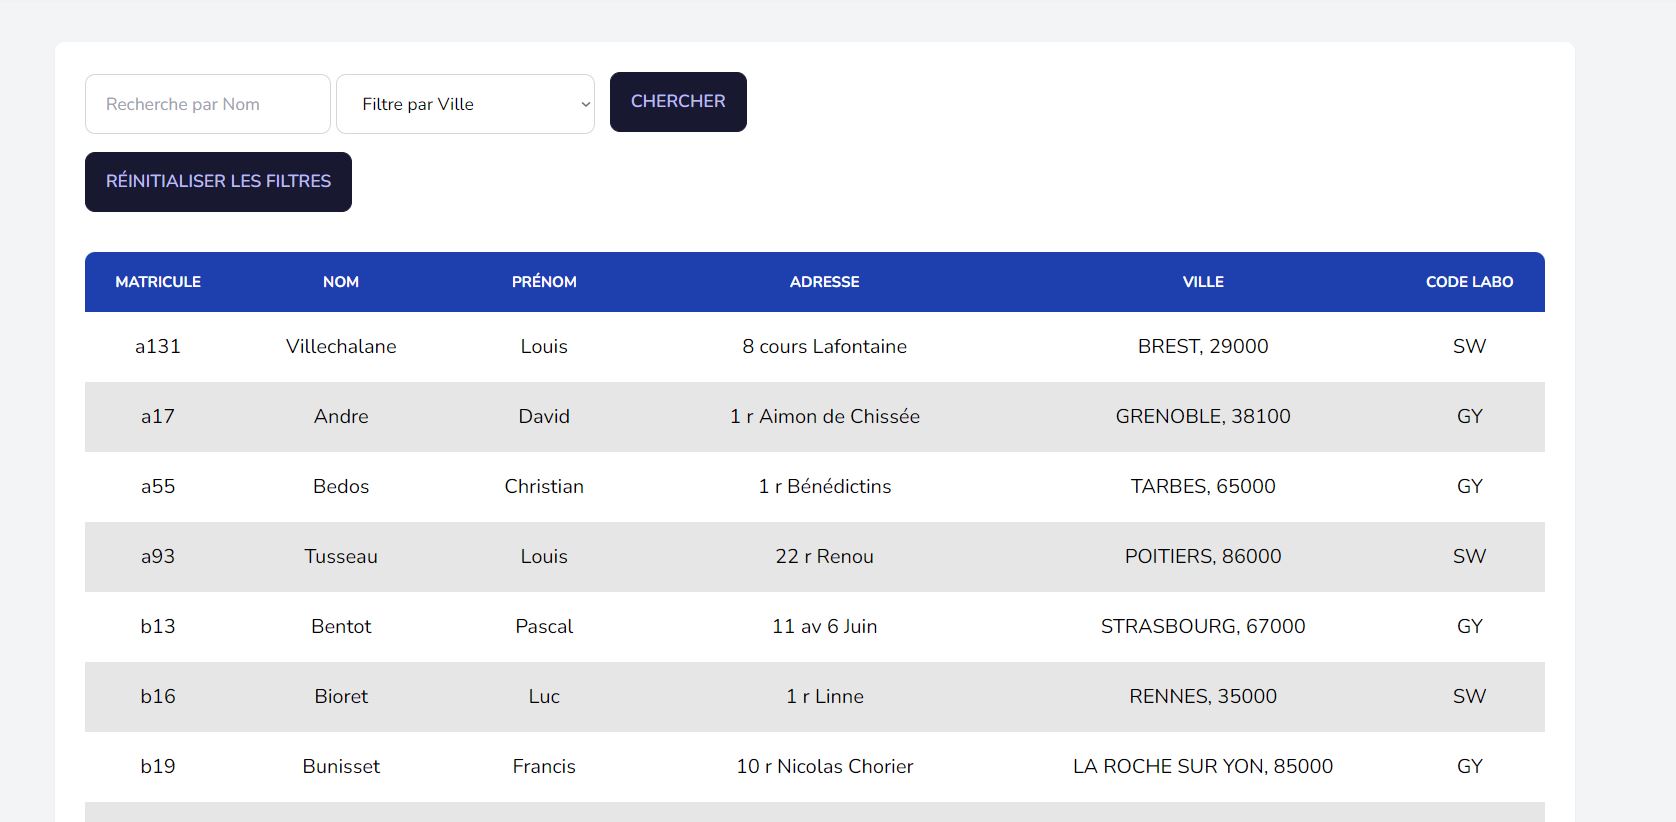 Recherche par Nom Filtre par Ville CHERCHER
RÉINITIALISER LES FILTRES
MATRICULE NOM PRÉNOM ADRESSE VILLE CODE LABO
a131 Villechalane Louis 8 cours Lafontaine BREST, 29000 SW
a17 Andre David 1 r Aimon de Chissée GRENOBLE, 38100 GY
a55 Bedos Christian 1 r Bénédictins TARBES, 65000 GY
a93 Tusseau Louis 22 r Renou POITIERS, 86000 SW
b13 Bentot Pascal 11 av 6 Juin STRASBOURG, 67000 GY
b16 Bioret Luc 1 r Linne RENNES, 35000 SW
b19 Bunisset Francis 10 r Nicolas Chorier LA ROCHE SUR YON, 85000 GY